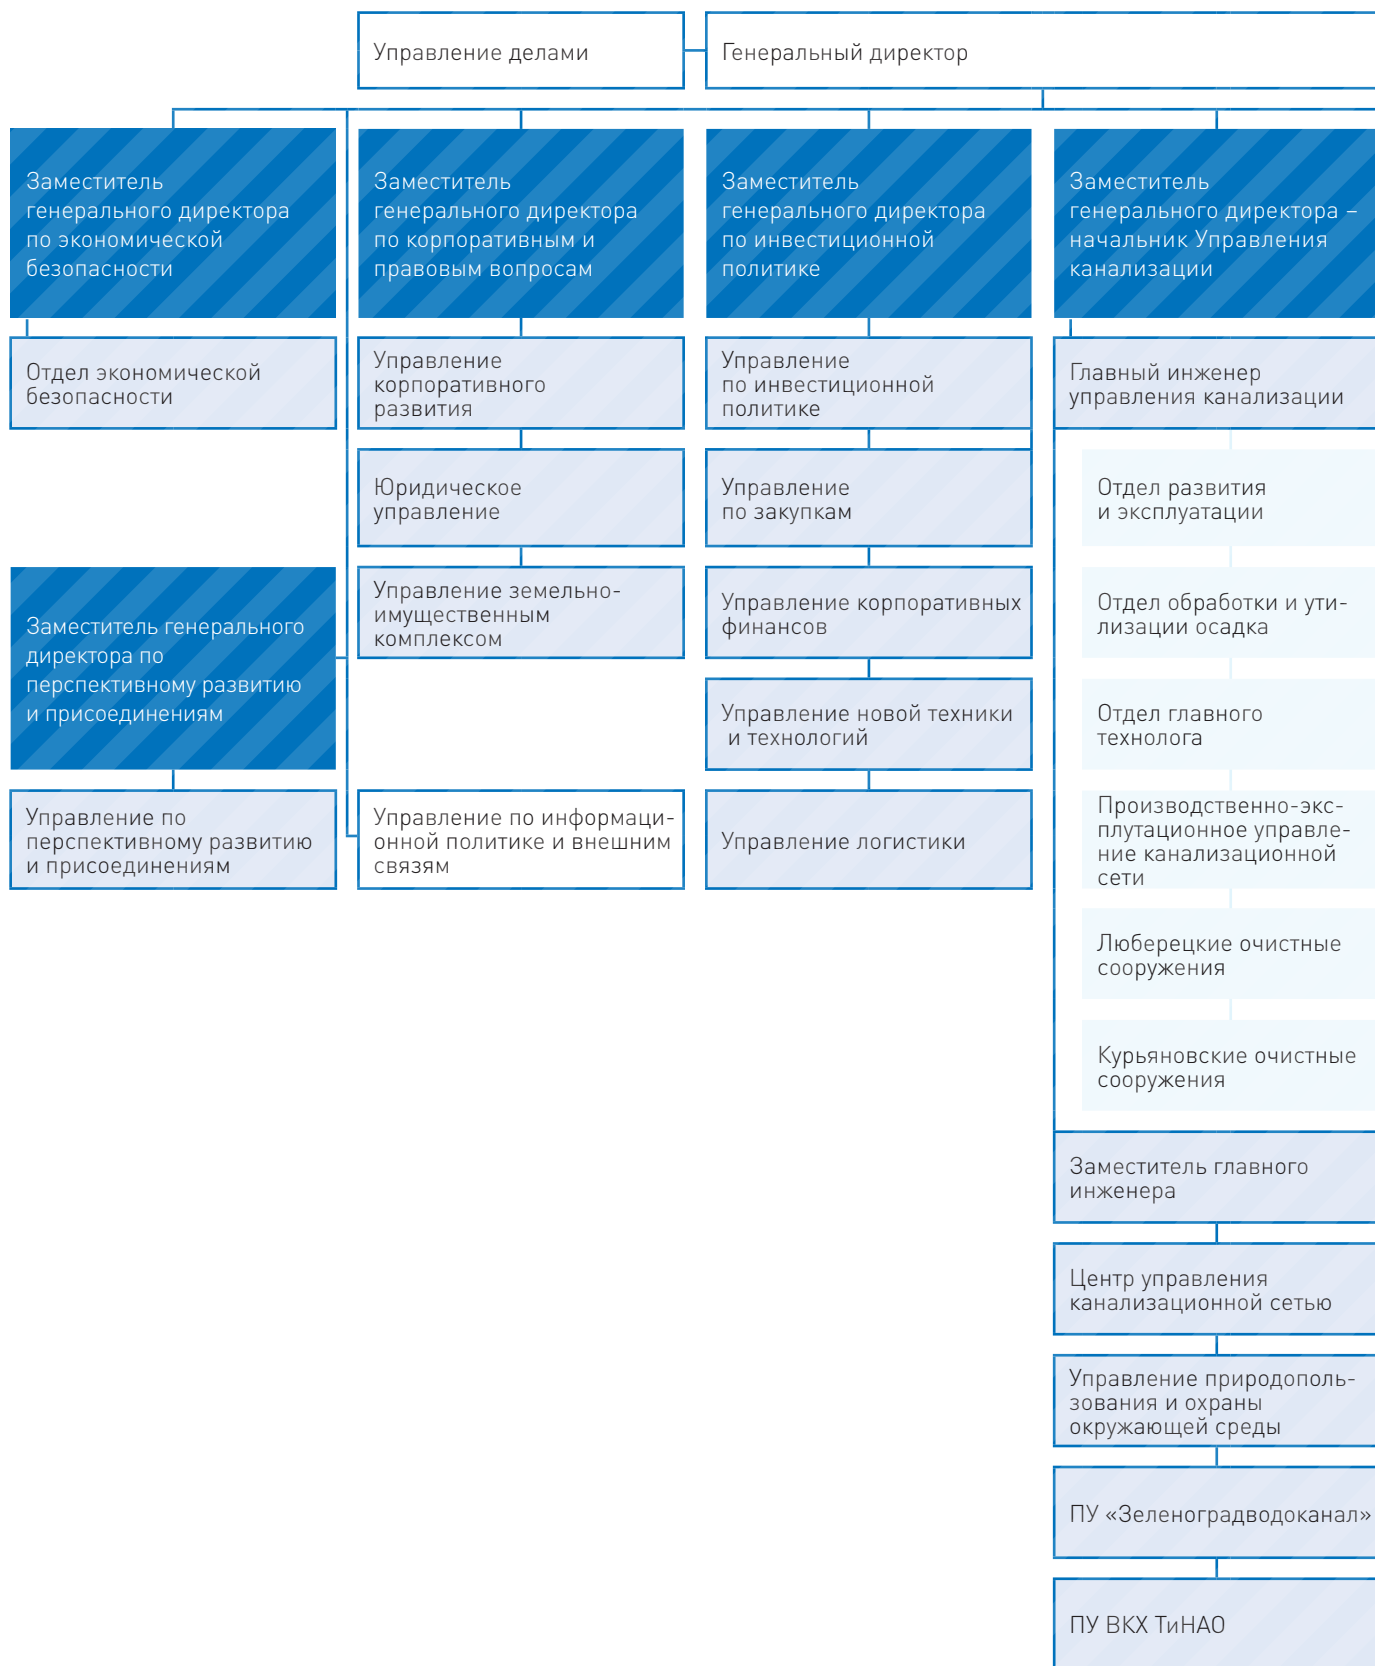 Управление делами
Генеральный директор
Заместитель
генерального директора
по экономической
безопасности
Заместитель
генерального директора
по корпоративным и
правовым вопросам
Заместитель
генерального директора
по инвестиционной
политике
Заместитель
генерального директора –
начальник Управления
канализации
Отдел экономической
безопасности
Управление
корпоративного
развития
Управление
по инвестиционной
политике
Главный инженер
управления канализации
Юридическое
управление
Управление
по закупкам
Отдел развития
и эксплуатации
Заместитель генерального
директора по
перспективному развитию
и присоединениям
Управление земельно-
имущественным
комплексом
Управление корпоративных
финансов
Отдел обработки и ути-
лизации осадка
Управление новой техники
и технологий
Отдел главного
технолога
Управление по
перспективному развитию
и присоединениям
Управление по информаци-
онной политике и внешним
связям
Управление логистики
Производственно-экс-
плутационное управле-
ние канализационной
сети
Люберецкие очистные
сооружения
Курьяновские очистные
сооружения
Заместитель главного
инженера
Центр управления
канализационной сетью
Управление природополь-
зования и охраны
окружающей среды
ПУ «Зеленоградводоканал»
ПУ ВКХ ТиНАО